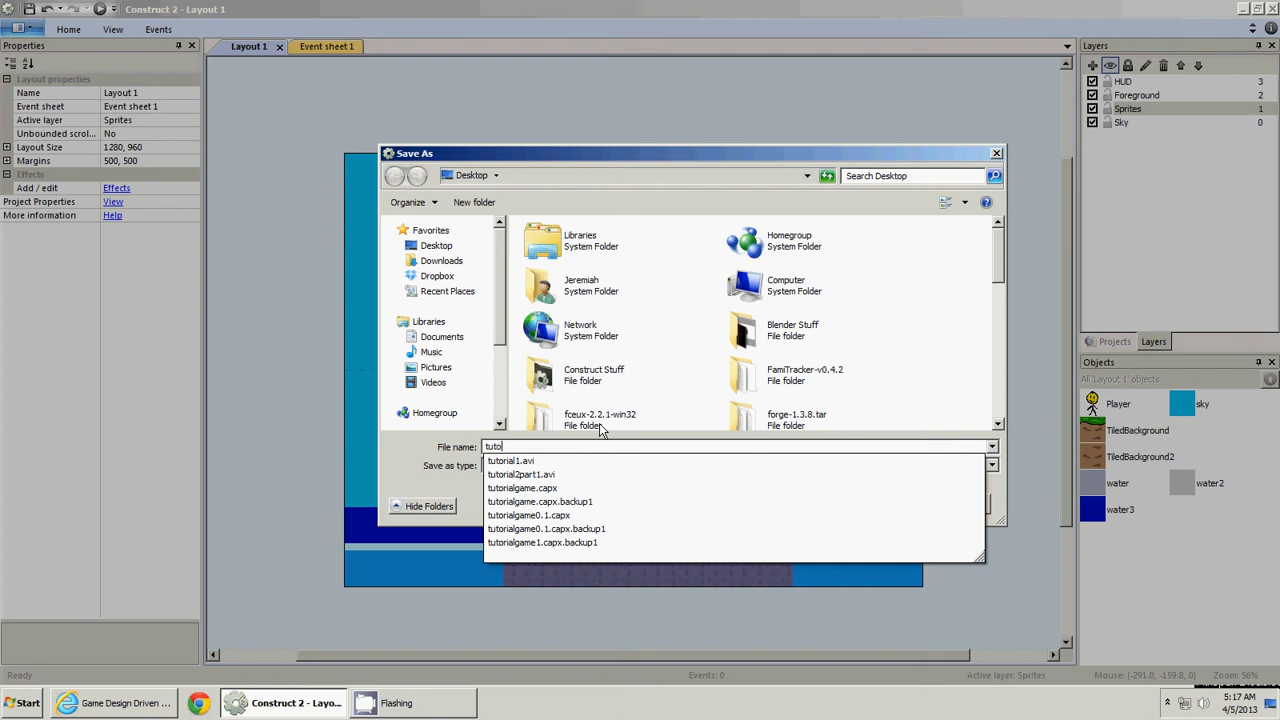 Construct 2 - Layout 1
Home View Events
Properties
Layout properties
Name Layout 1
Event sheet Event sheet 1
Active layer Sprites
Unbounded scrol... No
Layout Size 1280, 960
Margins 500, 500
Effects
Add / edit Effects
Project Properties View
More information Help
Layout 1 Event sheet 1
Save As
Desktop
Search Desktop
Organize New folder
Favorites
Desktop
Downloads
Dropbox
Recent Places
Libraries
Documents
Music
Pictures
Videos
Homegroup
Libraries
System Folder
Homegroup
System Folder
Jeremiah
System Folder
Computer
System Folder
Network
System Folder
Blender Stuff
File folder
Construct Stuff
File folder
FamiTracker-v0.4.2
File folder
fceux-2.2.1-win32
File folder
forge-1.3.8.tar
File folder
File name: tuto
Save as type:
tutorial1.avi
tutorial2part1.avi
tutorialgame.capx
tutorialgame.capx.backup1
tutorialgame0.1.capx
tutorialgame0.1.capx.backup1
tutorialgame1.capx.backup1
Hide Folders
Layers
HUD 3
Foreground 2
Sprites 1
Sky 0
Projects Layers
Objects
All 'Layout 1' objects
Player sky
TiledBackground
TiledBackground2
water water2
water3
Ready Events: 0 Active layer: Sprites Mouse: (-291.0, -159.8, 0) Zoom: 56%
Start Game Design Driven ... Construct 2 - Layo... Flashing
5:17 AM
4/5/2013